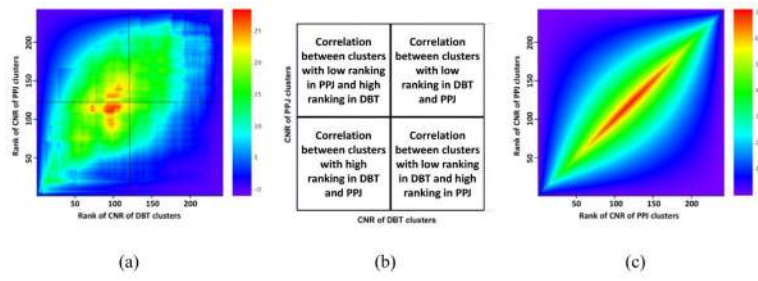 200
150
100
50
Rank of CNR of PPJ clusters
50 100 150 200
Rank of CNR of DBT clusters
25
20
15
10
5
0
(a)
Correlation
between clusters
with low ranking
in PPJ and high
ranking in DBT
Correlation
between clusters
with low
ranking in DBT
and PPJ
Correlation
between clusters
with high
ranking in DBT
and PPJ
Correlation
between clusters
with low ranking
in DBT and high
ranking in PPJ
CNR of PPJ clusters
CNR of DBT clusters
(b)
200
150
100
50
Rank of CNR of PPJ clusters
50 100 150 200
Rank of CNR of PPJ clusters
(c)